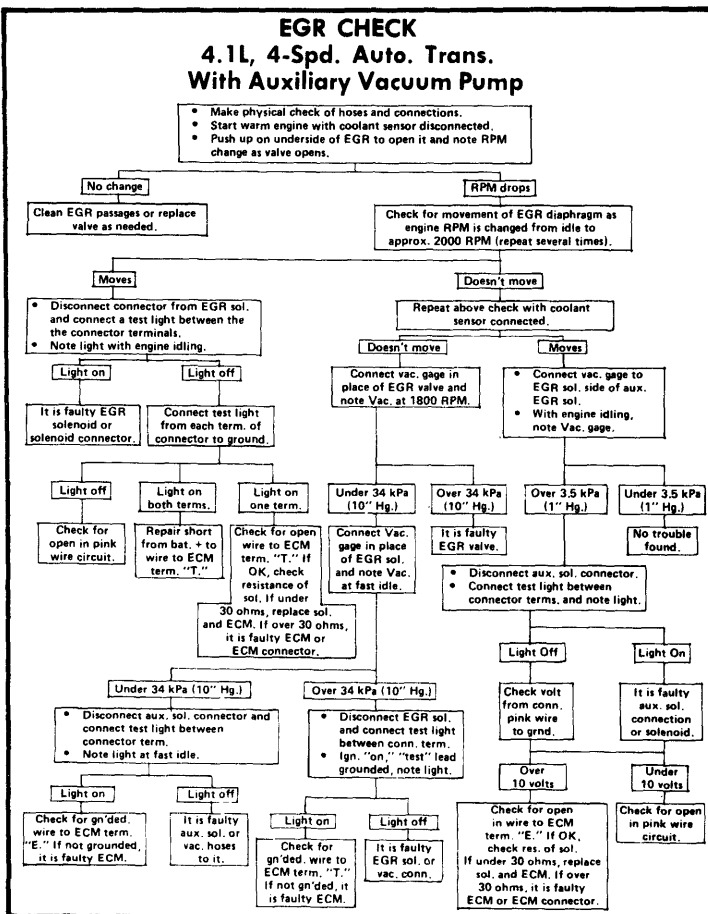 EGR CHECK
4.1L, 4-Spd. Auto. Trans.
With Auxiliary Vacuum Pump
• Make physical check of hoses and connections.
• Start warm engine with coolant sensor disconnected.
• Push up on underside of EGR to open it and note RPM
change as valve opens.
No change
RPM drops
Clean EGR passages or replace
valve as needed.
Check for movement of EGR diaphragm as
engine RPM is changed from idle to
approx. 2000 RPM (repeat several times).
Moves
Doesn't move
• Disconnect connector from EGR sol.
and connect a test light between the
the connector terminals.
• Note light with engine idling.
Repeat above check with coolant
sensor connected.
Doesn't move
Moves
Light on
Light off
Connect vac. gage in
place of EGR valve and
note Vac. at 1800 RPM.
• Connect vac. gage to
EGR sol. side of aux.
EGR sol.
• With engine idling,
note Vac. gage.
It is faulty EGR
solenoid or
solenoid connector.
Connect test light
from each term. of
connector to ground.
Light off
Light on
both terms.
Light on
one term.
Under 34 kPa
(10" Hg.)
Over 34 kPa
(10" Hg.)
Over 3.5 kPa
(1" Hg.)
Under 3.5 kPa
(1" Hg.)
Check for
open in pink
wire circuit.
Repair short
from bat. + to
wire to ECM
term. "T."
Check for open
wire to ECM
term. "T." If
OK, check
resistance of
sol. If under
30 ohms, replace sol.
and ECM. If over 30 ohms,
it is faulty ECM or
ECM connector.
Connect Vac.
gage in place
of EGR sol.
and note Vac.
at fast idle.
It is faulty
EGR valve.
No trouble
found.
• Disconnect aux. sol. connector.
• Connect test light between
connector terms. and note light.
Light Off
Light On
Under 34 kPa (10" Hg.)
Over 34 kPa (10" Hg.)
Check volt
from conn.
pink wire
to grnd.
It is faulty
aux. sol.
connection
or solenoid.
• Disconnect aux. sol. connector and
connect test light between
connector term.
• Note light at fast idle.
• Disconnect EGR sol.
and connect test light
between conn. term.
• Ign. "on," "test" lead
grounded, note light.
Over
10 volts
Under
10 volts
Light on
Light off
Light on
Light off
Check for gn'ded.
wire to ECM term.
"E." If not grounded,
it is faulty ECM.
It is faulty
aux. sol. or
vac. hoses
to it.
Check for
gn'ded. wire to
ECM term. "T."
If not gn'ded, it
is faulty ECM.
It is faulty
EGR sol. or
vac. conn.
Check for open
in wire to ECM
term. "E." If OK,
check res. of sol.
If under 30 ohms, replace
sol. and ECM. If over
30 ohms, it is faulty
ECM or ECM connector.
Check for open
in pink wire
circuit.